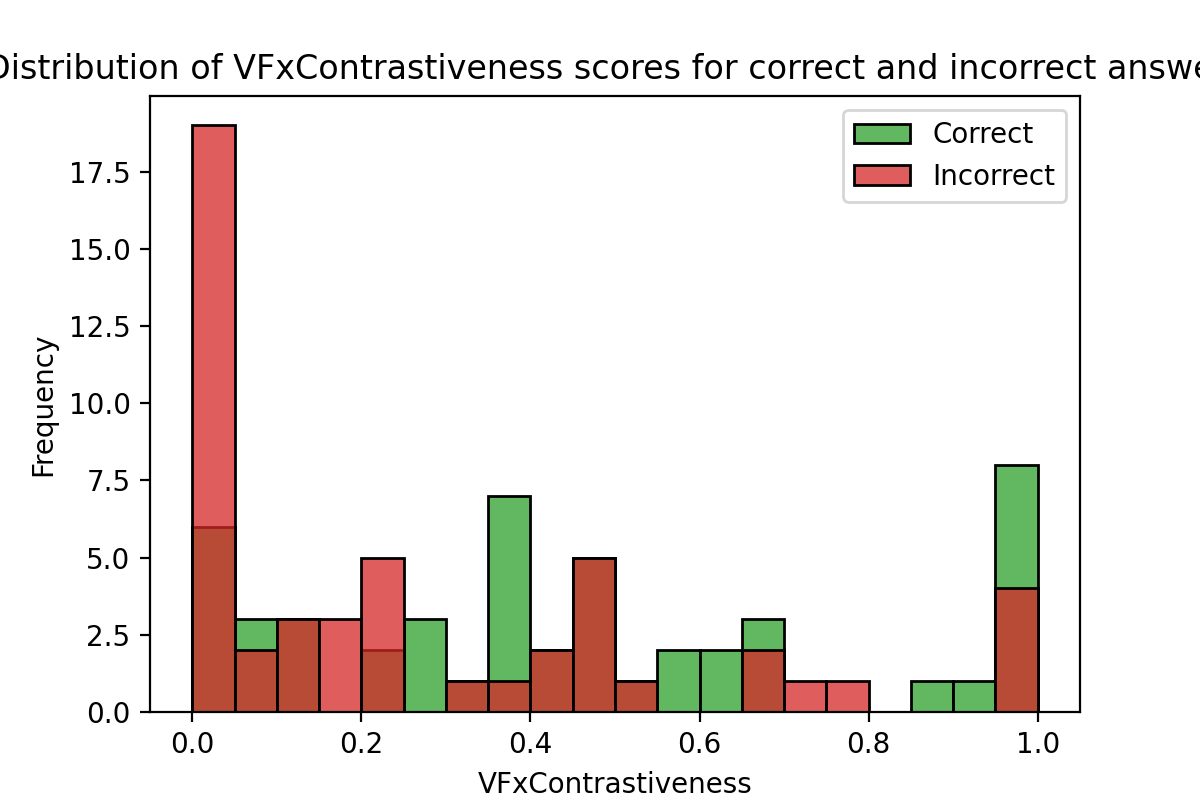 Distribution of VFxContrastiveness scores for correct and incorrect answe
Correct
Incorrect
17.5
15.0
12.5
10.0
7.5
5.0
2.5
0.0
Frequency
0.0 0.2 0.4 0.6 0.8 1.0
VFxContrastiveness